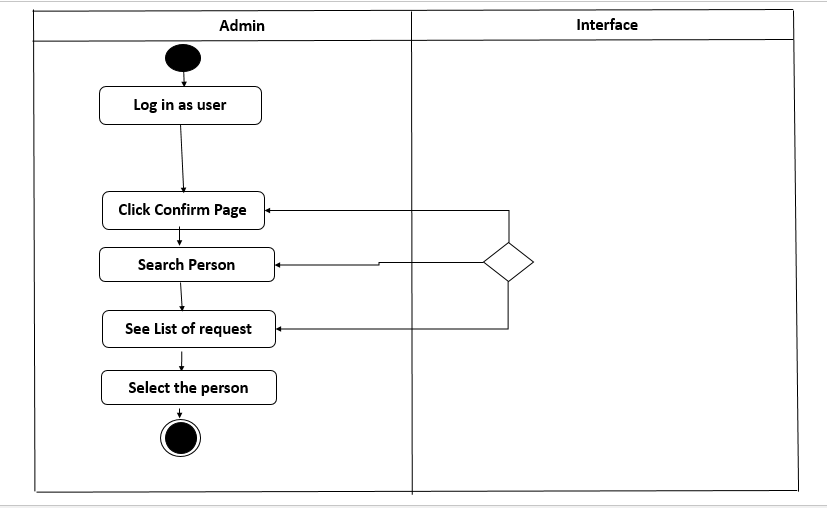 Admin
Interface
Log in as user
Click Confirm Page
Search Person
See List of request
Select the person